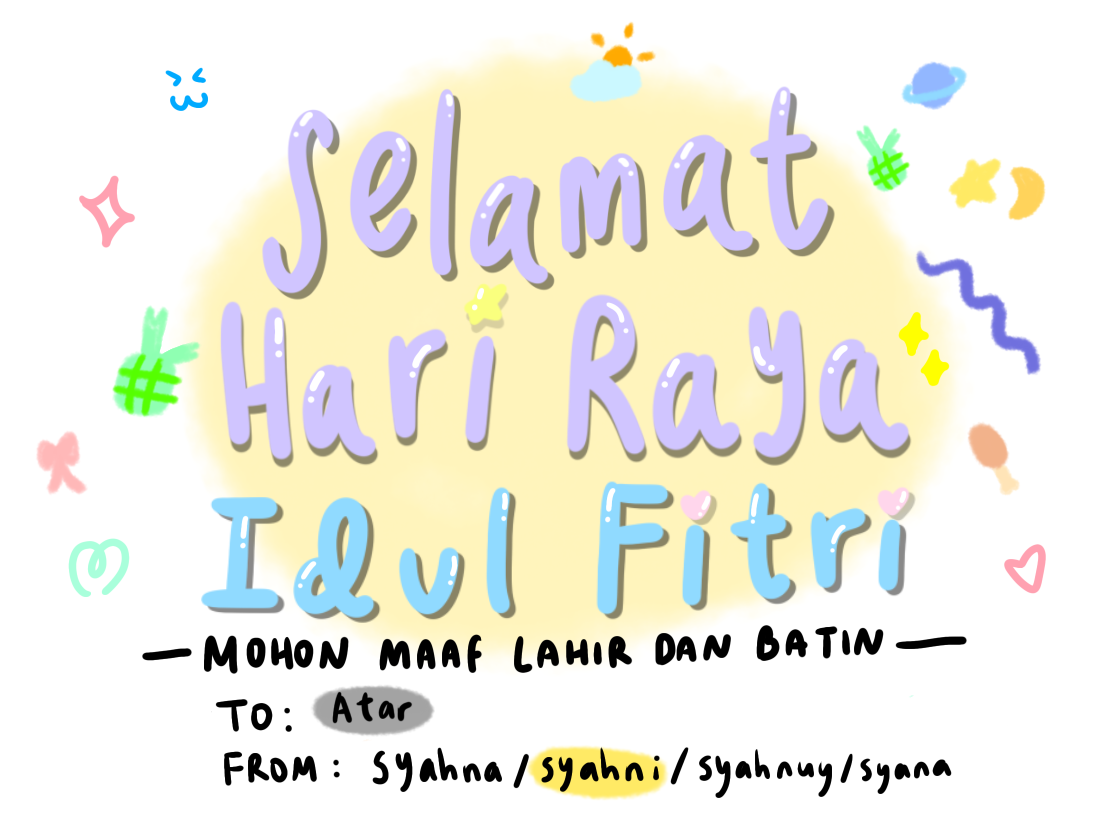 Selamat
Hari Raya
Idul Fitri
— MOHON MAAF LAHIR DAN BATIN —
TO: Atar
FROM: syahna / syahni / syahnuy / syana